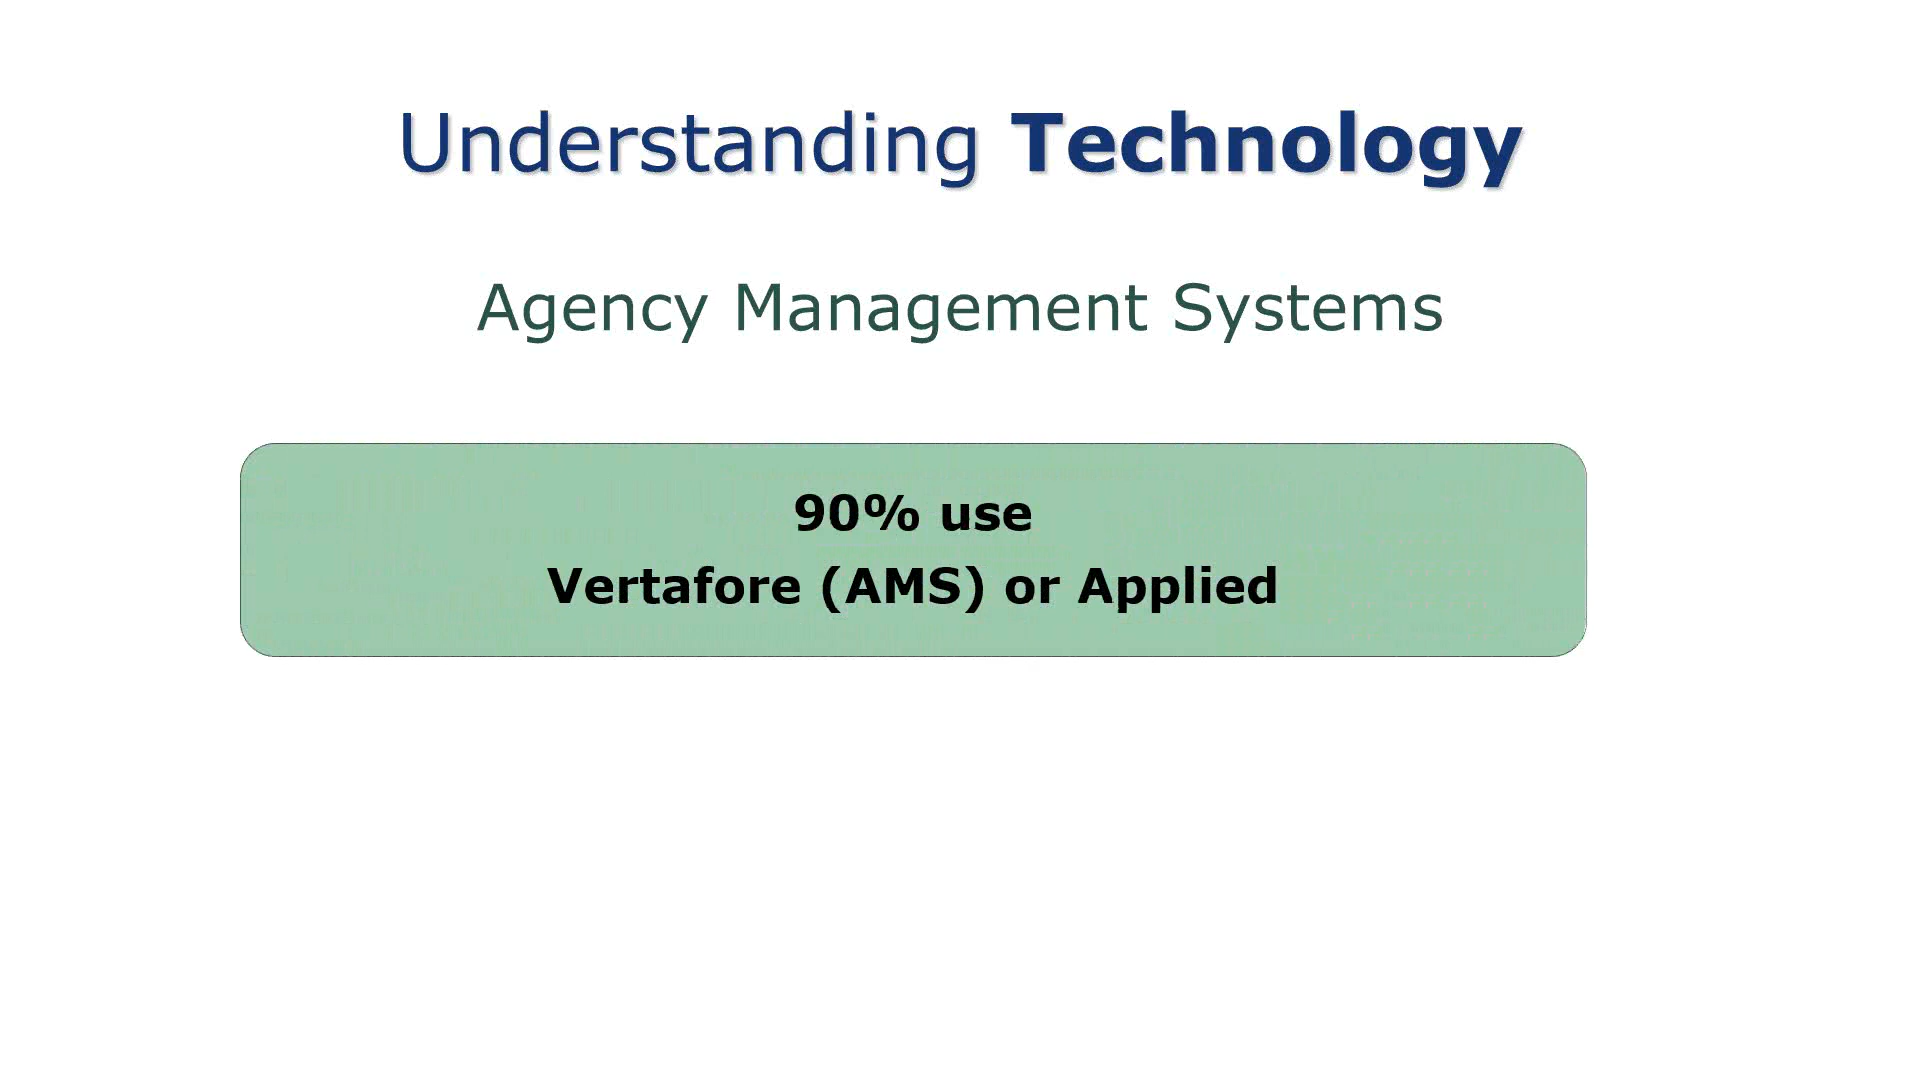 Understanding Technology
Agency Management Systems
90% use
Vertafore (AMS) or Applied